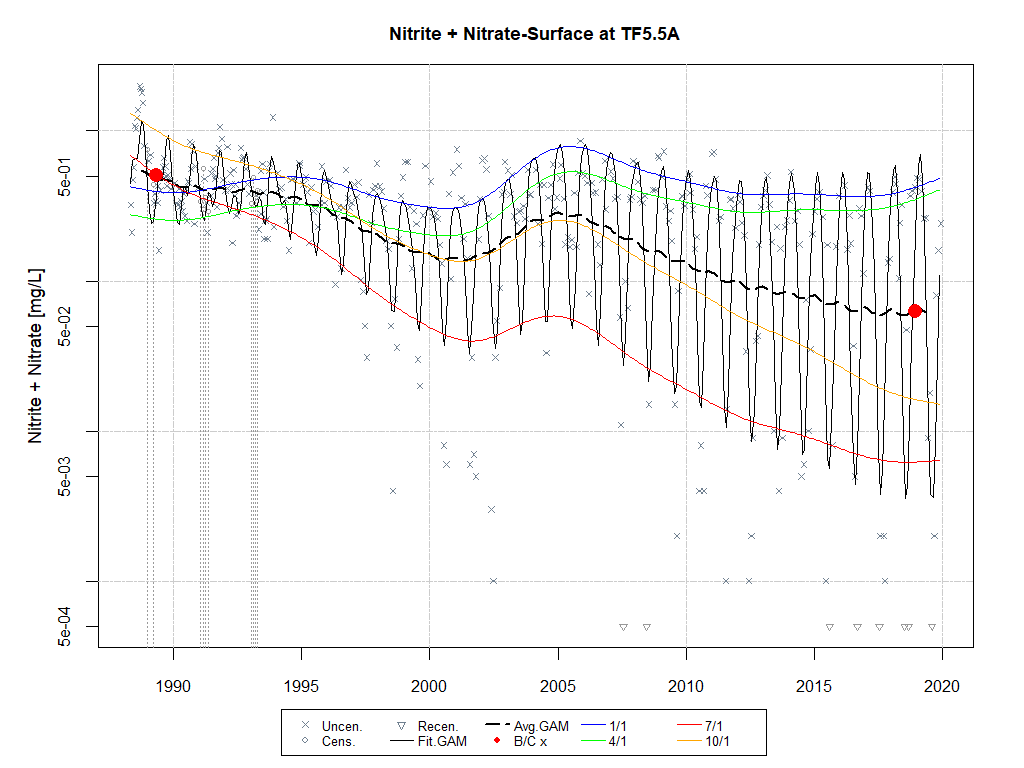 Nitrite + Nitrate-Surface at TF5.5A
Nitrite + Nitrate [mg/L]
5e-01
5e-02
5e-03
5e-04
1990 1995 2000 2005 2010 2015 2020
Uncen. Recen. Avg.GAM 1/1 7/1
Cens. Fit.GAM B/C x 4/1 10/1